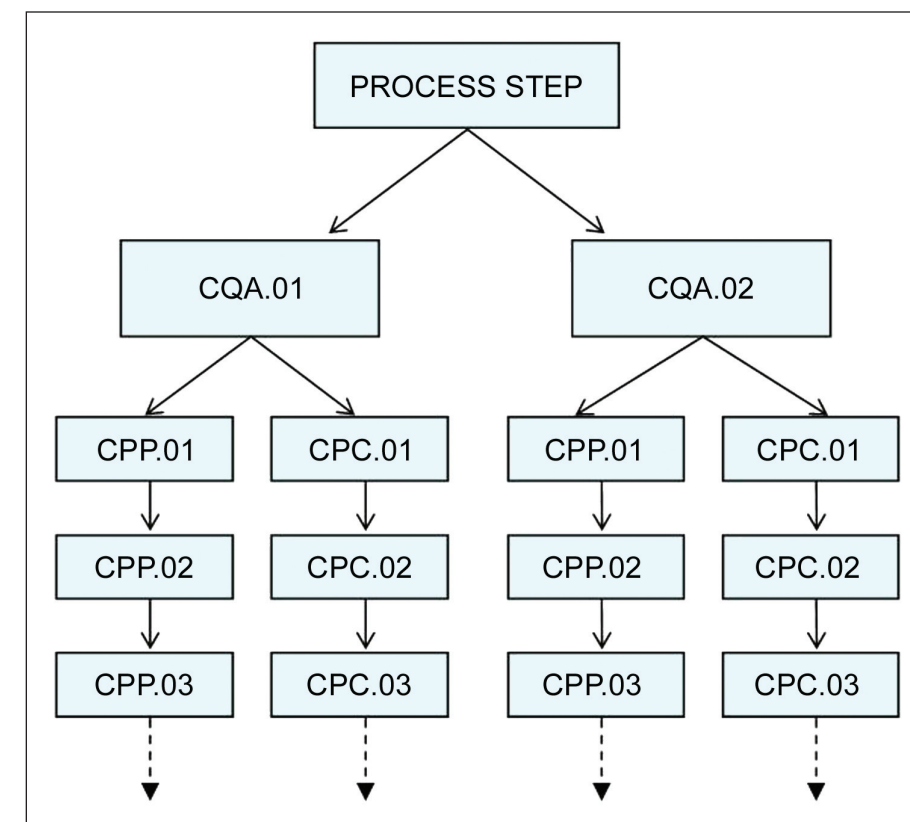 PROCESS STEP
CQA.01 CQA.02
CPP.01 CPC.01 CPP.01 CPC.01
CPP.02 CPC.02 CPP.02 CPC.02
CPP.03 CPC.03 CPP.03 CPC.03